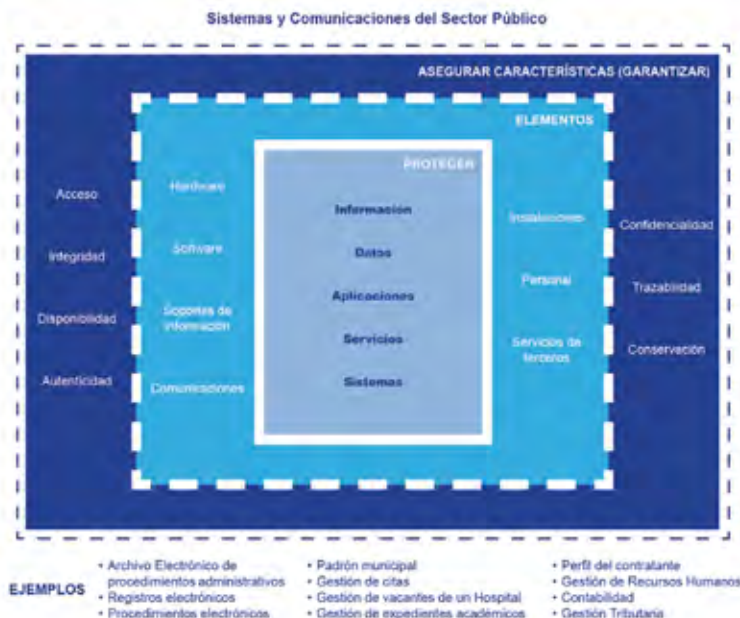 Sistemas y Comunicaciones del Sector Público
ASEGURAR CARACTERÍSTICAS (GARANTIZAR)
ELEMENTOS
PROTEGER
Acceso
Integridad
Disponibilidad
Autenticidad
Hardware
Software
Soportes de
información
Comunicaciones
Información
Datos
Aplicaciones
Servicios
Sistemas
Instalaciones
Personal
Servicios de
terceros
Confidencialidad
Trazabilidad
Conservación
EJEMPLOS
• Archivo Electrónico de
procedimientos administrativos
• Registros electrónicos
• Procedimientos electrónicos
• Padrón municipal
• Gestión de citas
• Gestión de vacantes de un Hospital
• Gestión de expedientes académicos
• Perfil del contratante
• Gestión de Recursos Humanos
• Contabilidad
• Gestión Tributaria